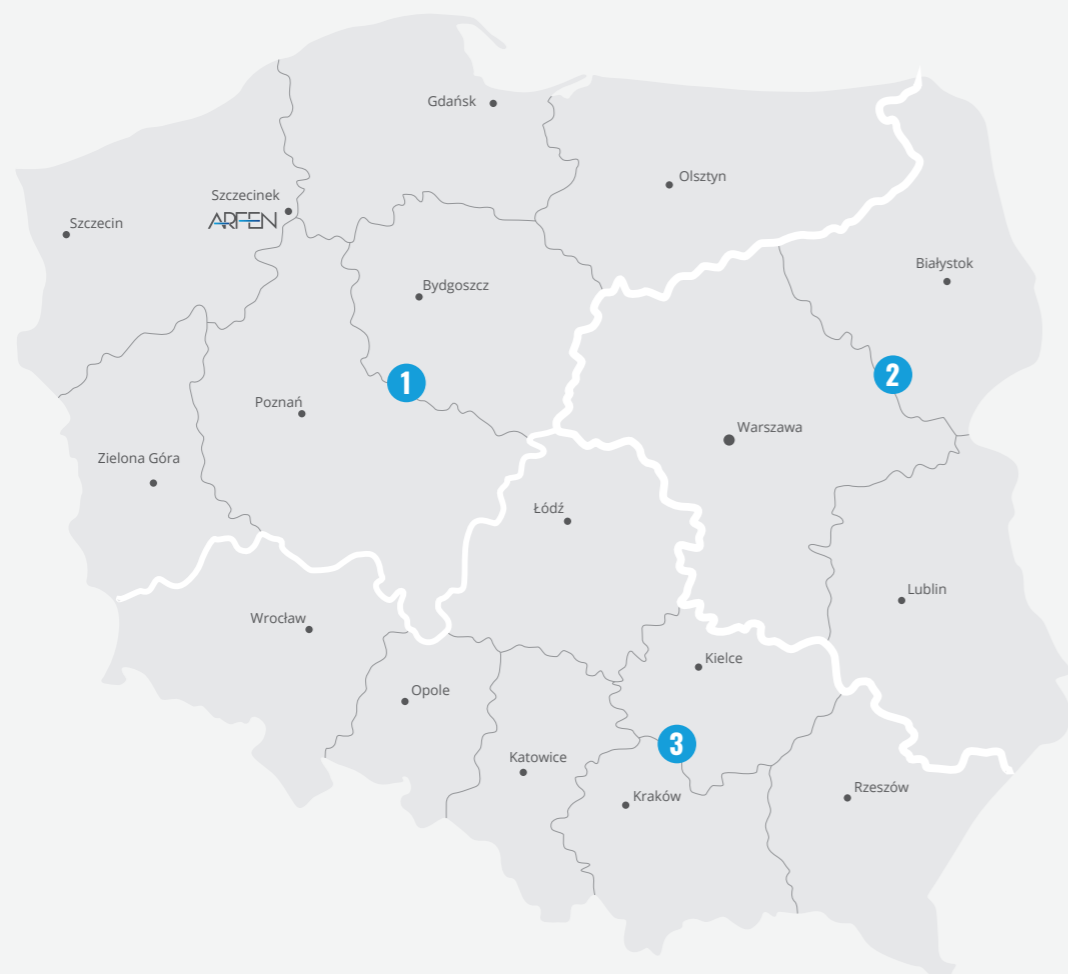 Gdańsk
Olsztyn
Szczecinek
ARFEN
Szczecin
Białystok
Bydgoszcz
1
2
Poznań
Warszawa
Zielona Góra
Łódź
Lublin
Wrocław
Kielce
Opole
3
Katowice
Rzeszów
Kraków